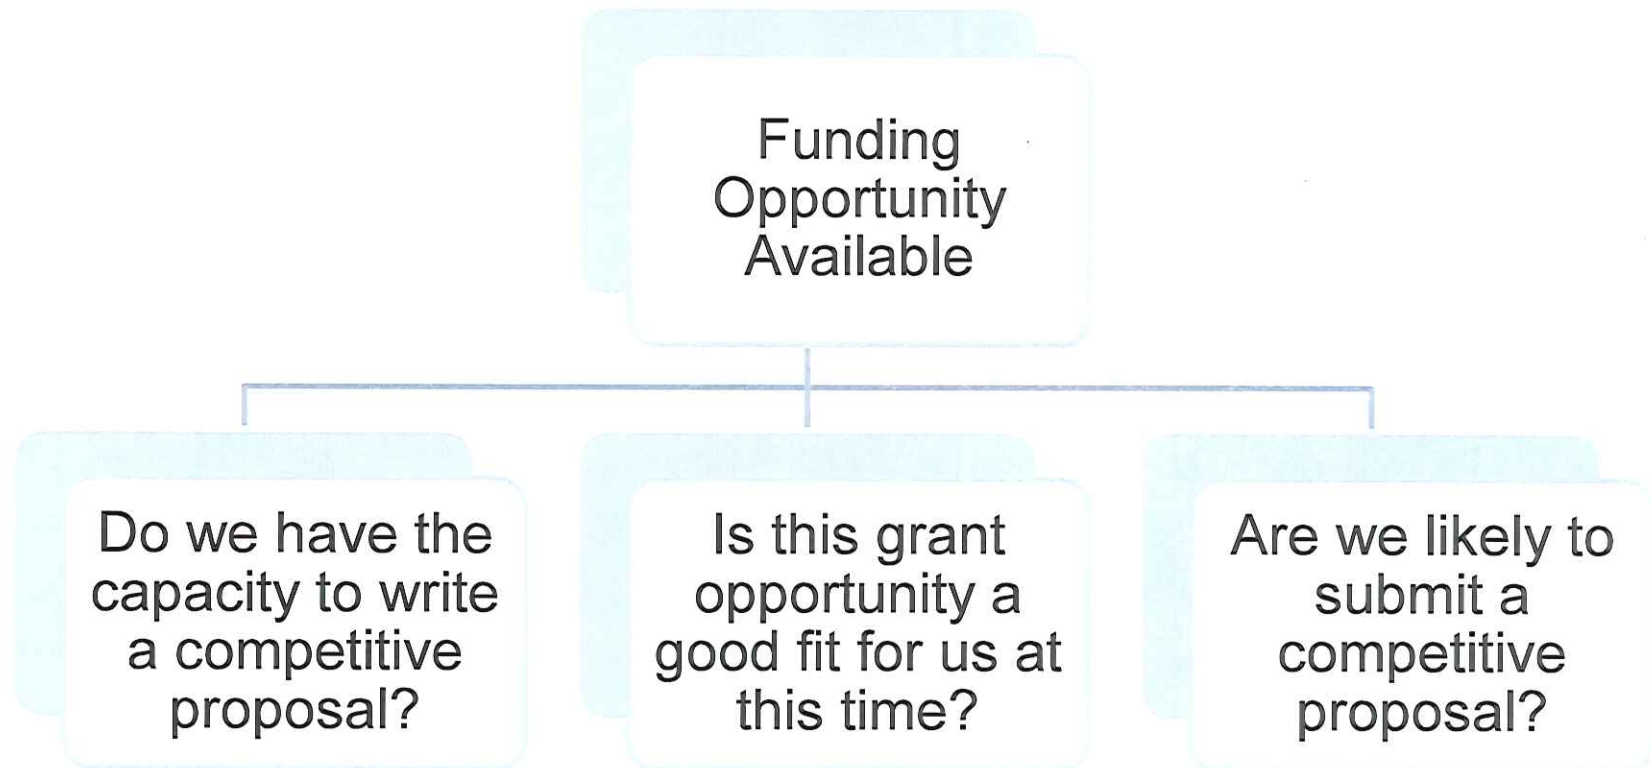 Funding
Opportunity
Available
Do we have the
capacity to write
a competitive
proposal?
Is this grant
opportunity a
good fit for us at
this time?
Are we likely to
submit a
competitive
proposal?